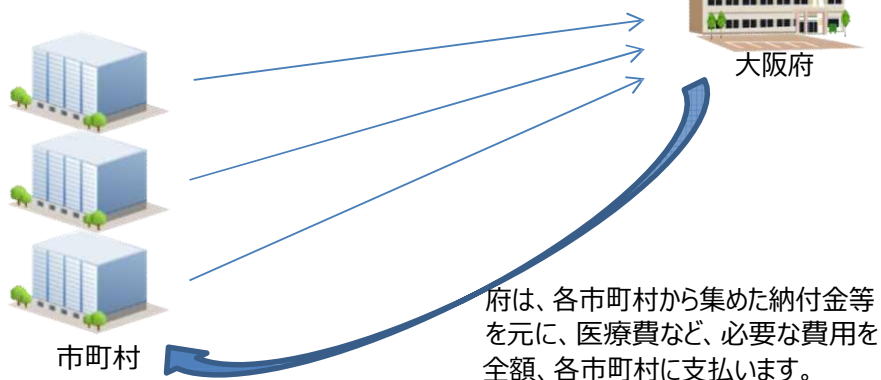 大阪府
府は、各市町村から集めた納付金等
を元に、医療費など、必要な費用を
全額、各市町村に支払います。
市町村